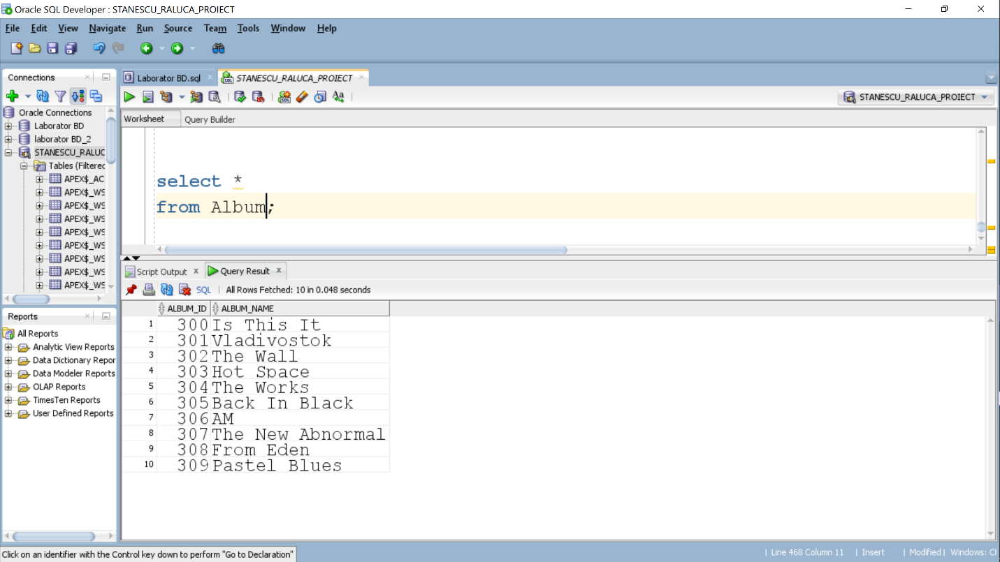 Oracle SQL Developer : STANESCU_RALUCA_PROIECT
File Edit View Navigate Run Source Team Tools Window Help
Connections
Oracle Connections
Laborator BD
laborator BD_2
STANESCU_RALUC
Tables (Filtered
APEX$_AC
APEX$_WS
APEX$_WS
APEX$_WS
APEX$_WS
APEX$_WS
APEX$_WS
APEX$_WS
APEX$_WS
Reports
All Reports
Analytic View Reports
Data Dictionary Repor
Data Modeler Reports
OLAP Reports
TimesTen Reports
User Defined Reports
Laborator BD.sql STANESCU_RALUCA_PROIECT
STANESCU_RALUCA_PROIECT
Worksheet Query Builder
select *
from Album;
Script Output Query Result
SQL | All Rows Fetched: 10 in 0.048 seconds
ALBUM_ID ALBUM_NAME
1 300 Is This It
2 301 Vladivostok
3 302 The Wall
4 303 Hot Space
5 304 The Works
6 305 Back In Black
7 306 AM
8 307 The New Abnormal
9 308 From Eden
10 309 Pastel Blues
Click on an identifier with the Control key down to perform "Go to Declaration"
| Line 468 Column 11 | Insert | Modified | Windows: Cl